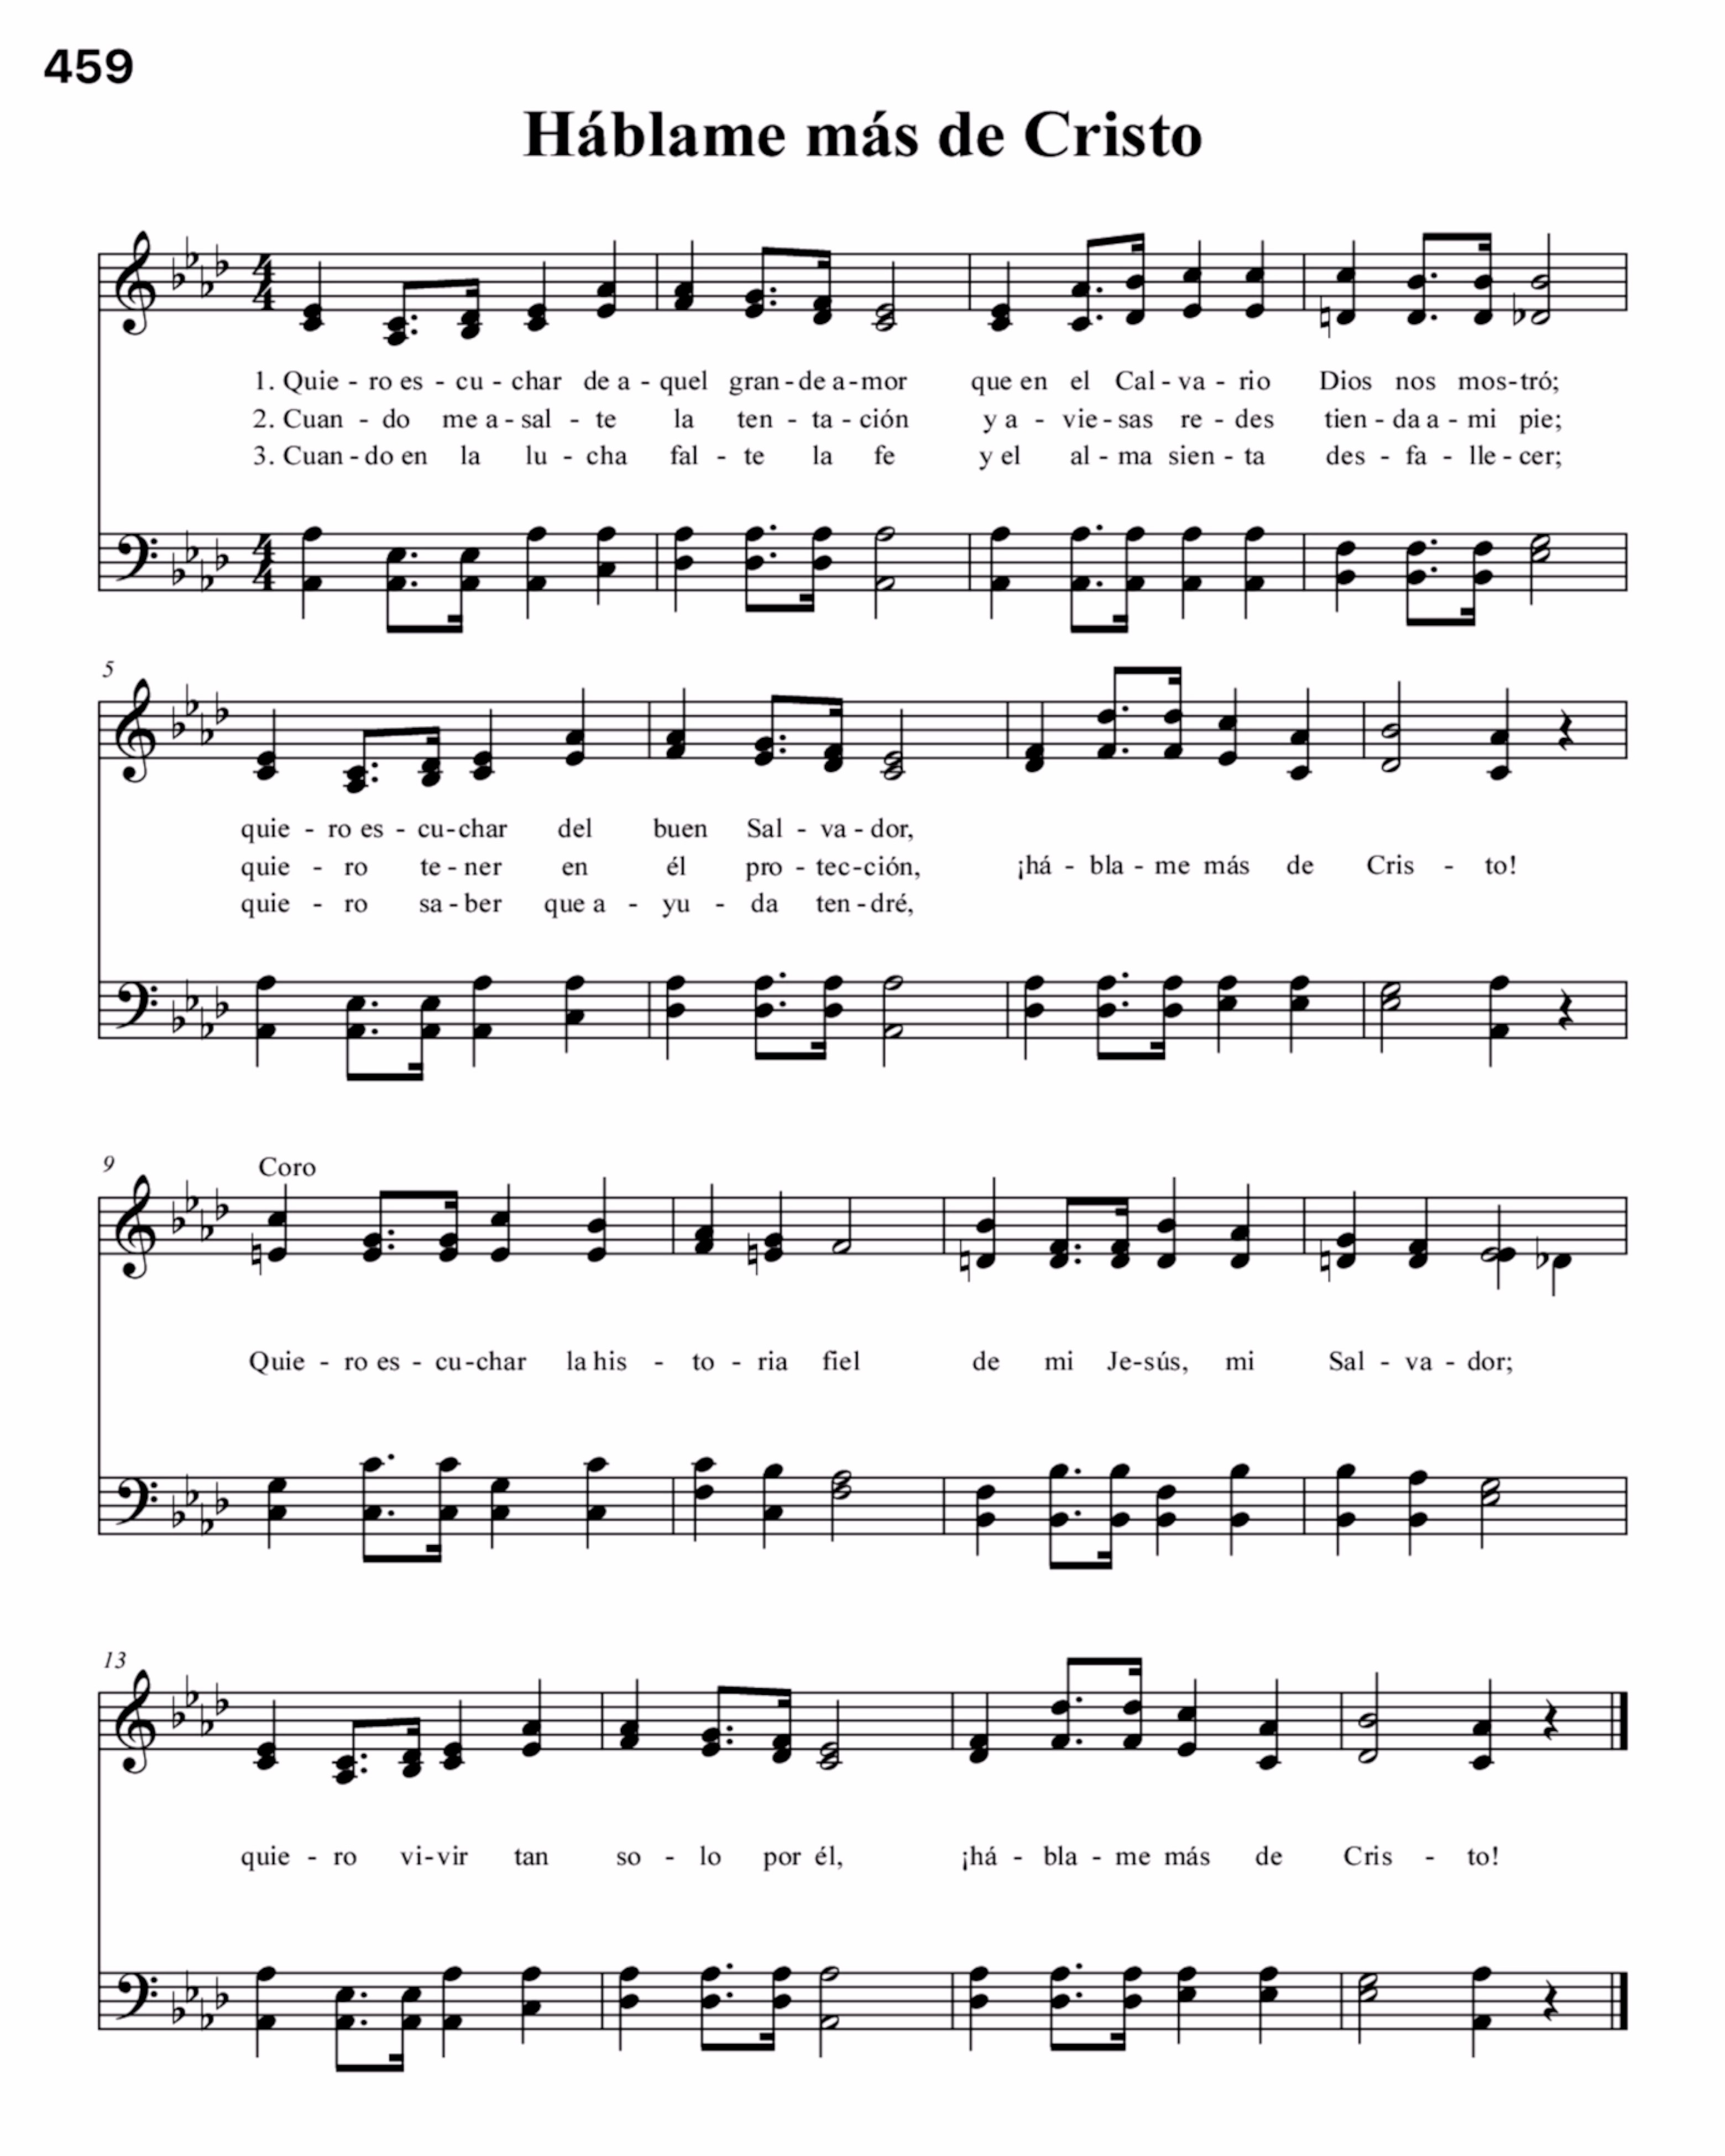 459
Háblame más de Cristo
1. Quie - ro es - cu - char de a - quel gran - de a - mor que en el Cal - va - rio Dios nos mos - tró;
2. Cuan - do me a - sal - te la ten - ta - ción y a - vie - sas re - des tien - da a - mi pie;
3. Cuan - do en la lu - cha fal - te la fe y el al - ma sien - ta des - fa - lle - cer;
5
quie - ro es - cu - char del buen Sal - va - dor,
quie - ro te - ner en él pro - tec - ción, ¡há - bla - me más de Cris - to!
quie - ro sa - ber que a - yu - da ten - dré,
9
Coro
Quie - ro es - cu - char la his - to - ria fiel de mi Je - sús, mi Sal - va - dor;
13
quie - ro vi - vir tan so - lo por él, ¡há - bla - me más de Cris - to!